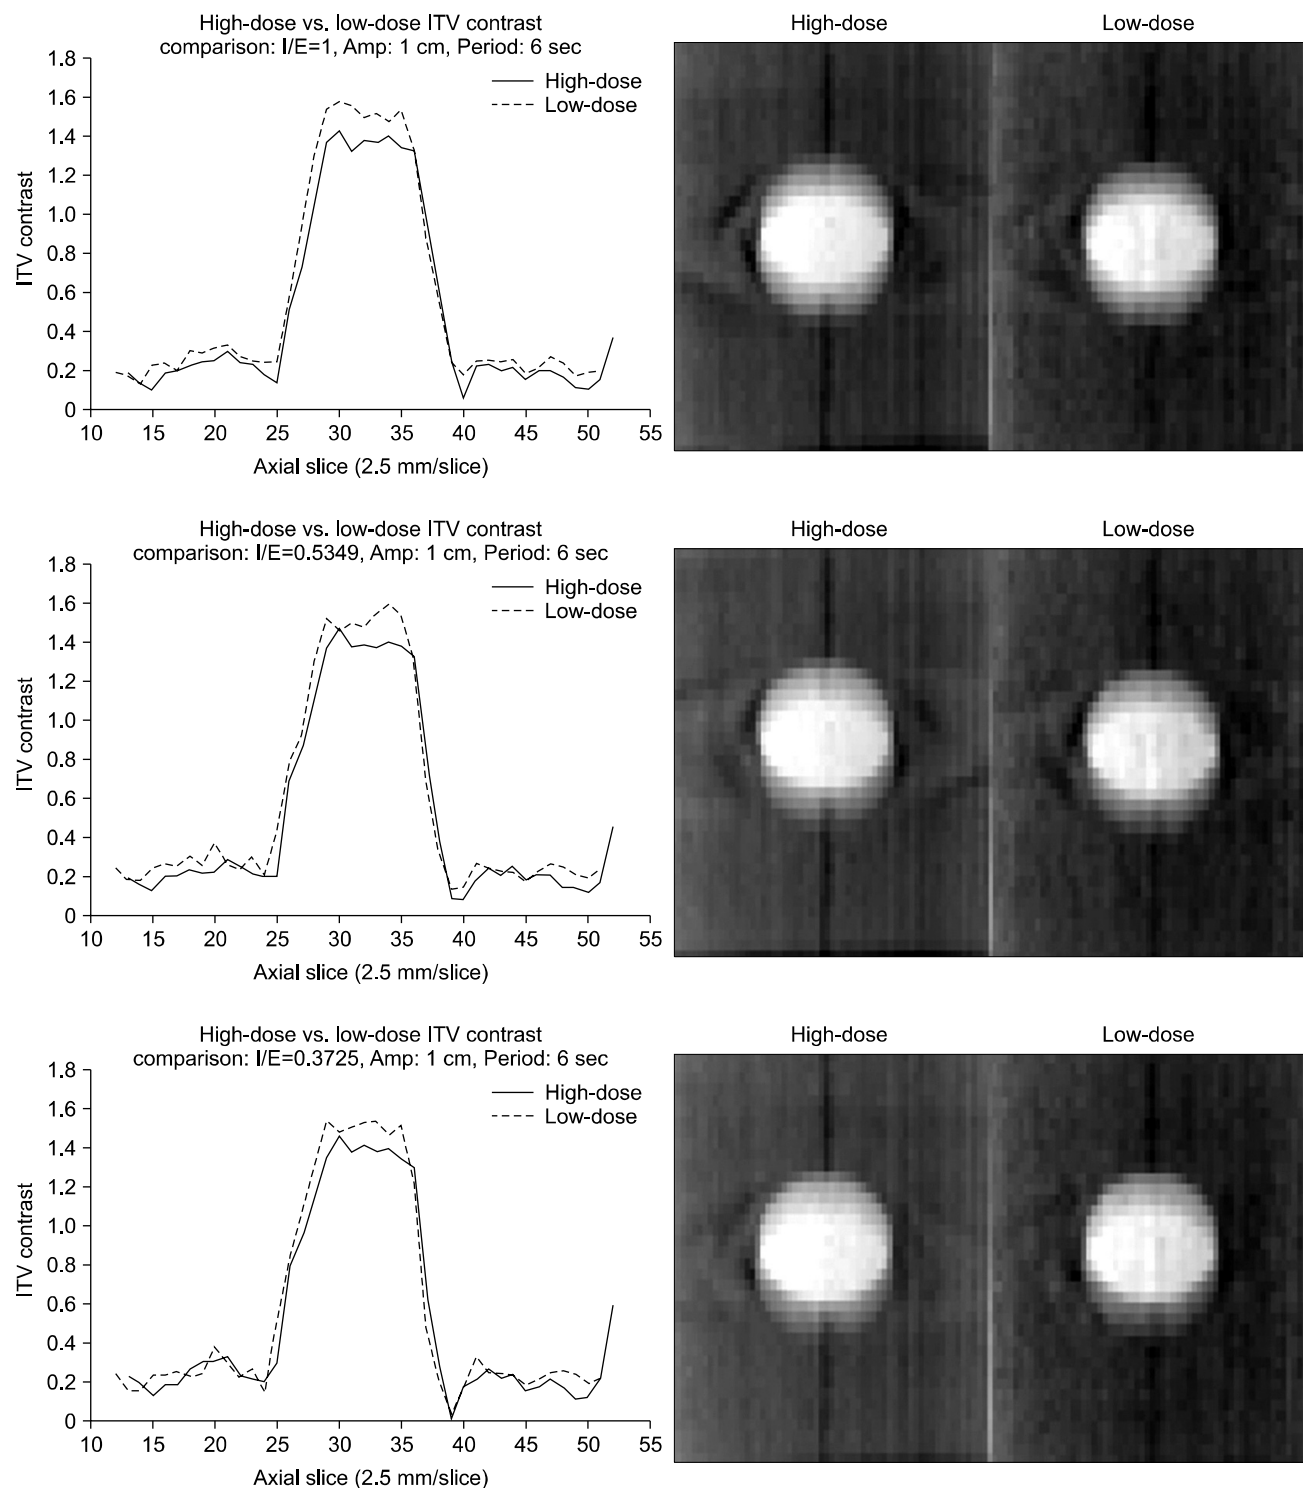 High-dose vs. low-dose ITV contrast
comparison: I/E=1, Amp: 1 cm, Period: 6 sec
High-dose
Low-dose
1.8
1.6
1.4
1.2
1.0
0.8
0.6
0.4
0.2
0
ITV contrast
10 15 20 25 30 35 40 45 50 55
Axial slice (2.5 mm/slice)
High-dose Low-dose
High-dose vs. low-dose ITV contrast
comparison: I/E=0.5349, Amp: 1 cm, Period: 6 sec
High-dose
Low-dose
1.8
1.6
1.4
1.2
1.0
0.8
0.6
0.4
0.2
0
ITV contrast
10 15 20 25 30 35 40 45 50 55
Axial slice (2.5 mm/slice)
High-dose Low-dose
High-dose vs. low-dose ITV contrast
comparison: I/E=0.3725, Amp: 1 cm, Period: 6 sec
High-dose
Low-dose
1.8
1.6
1.4
1.2
1.0
0.8
0.6
0.4
0.2
0
ITV contrast
10 15 20 25 30 35 40 45 50 55
Axial slice (2.5 mm/slice)
High-dose Low-dose